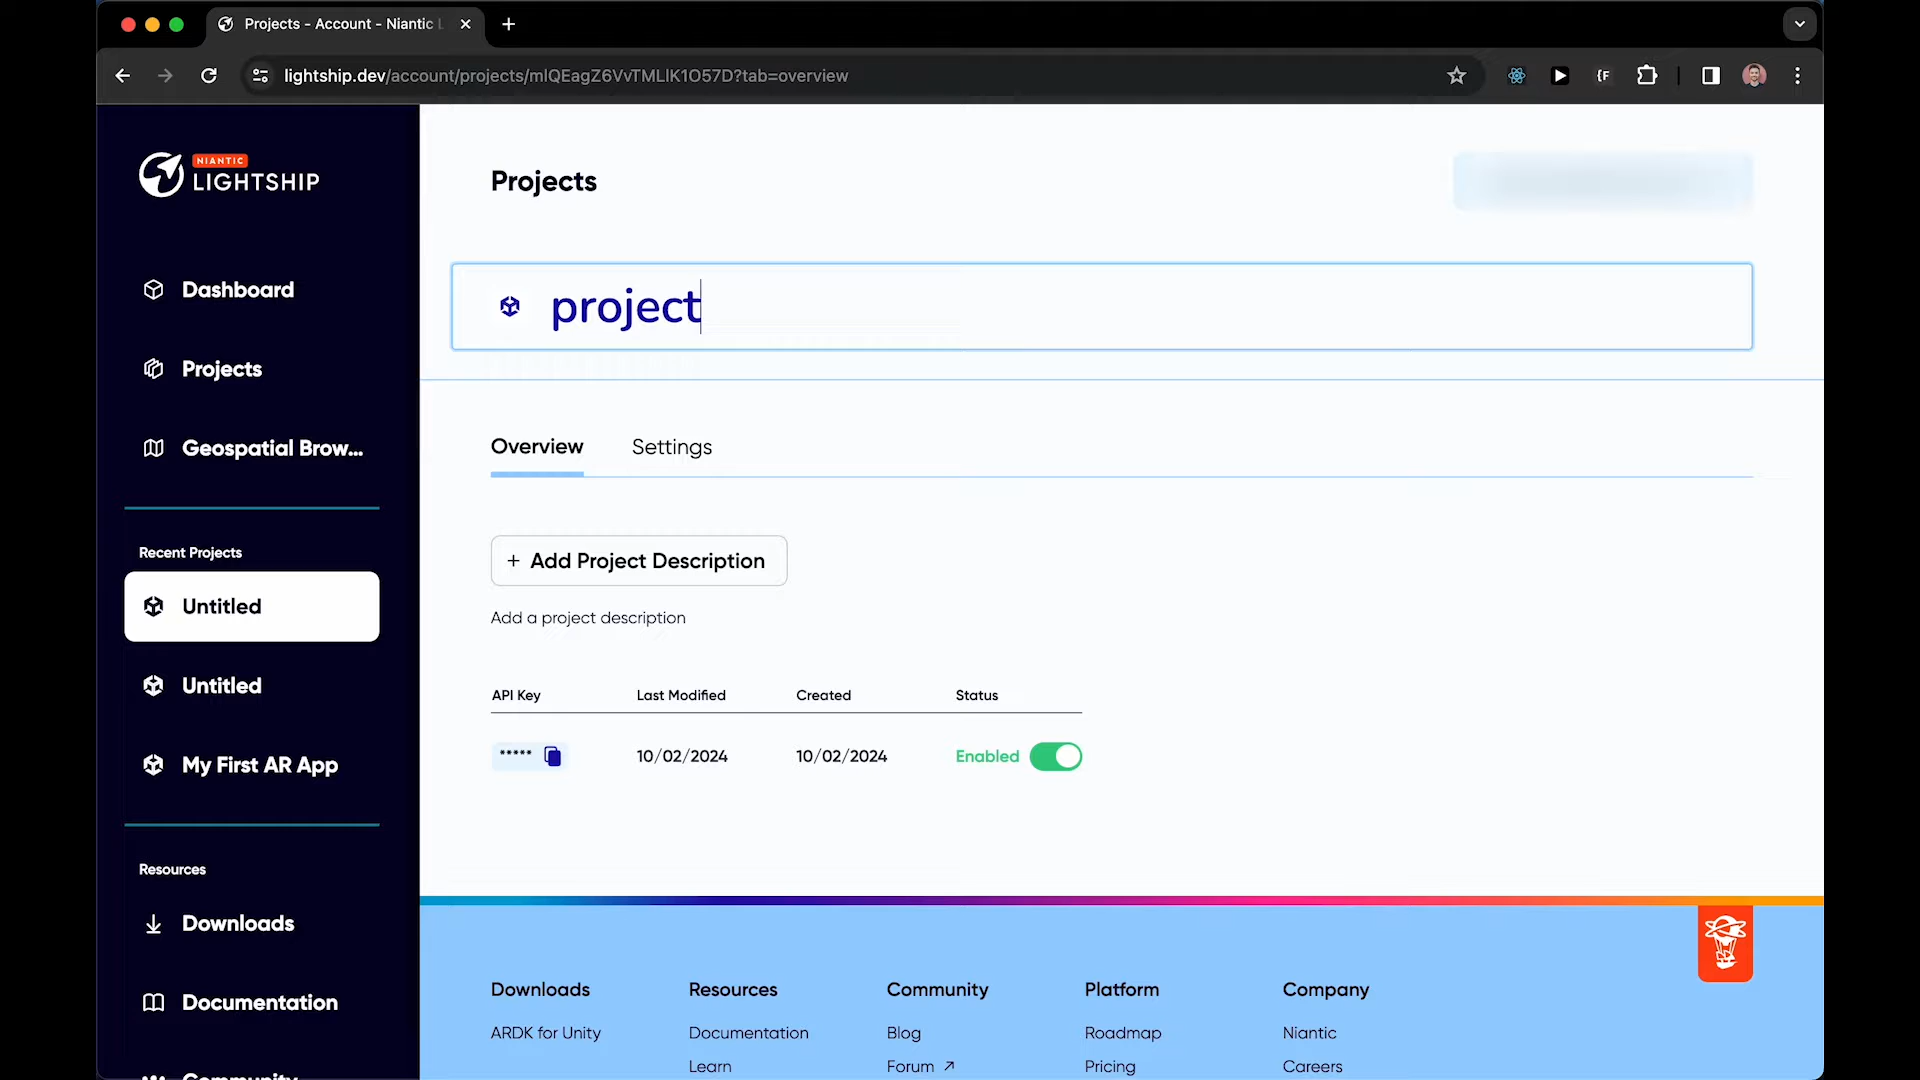 Projects - Account - Niantic L
lightship.dev/account/projects/mlQEagZ6VvTMLlK1O57D?tab=overview
NIANTIC
LIGHTSHIP
Dashboard
Projects
Geospatial Brow...
Recent Projects
Untitled
Untitled
My First AR App
Resources
Downloads
Documentation
Community
Projects
project
Overview
Settings
+ Add Project Description
Add a project description
API Key
Last Modified
Created
Status
*****
10/02/2024
10/02/2024
Enabled
Downloads
ARDK for Unity
Resources
Documentation
Learn
Community
Blog
Forum ↗
Platform
Roadmap
Pricing
Company
Niantic
Careers